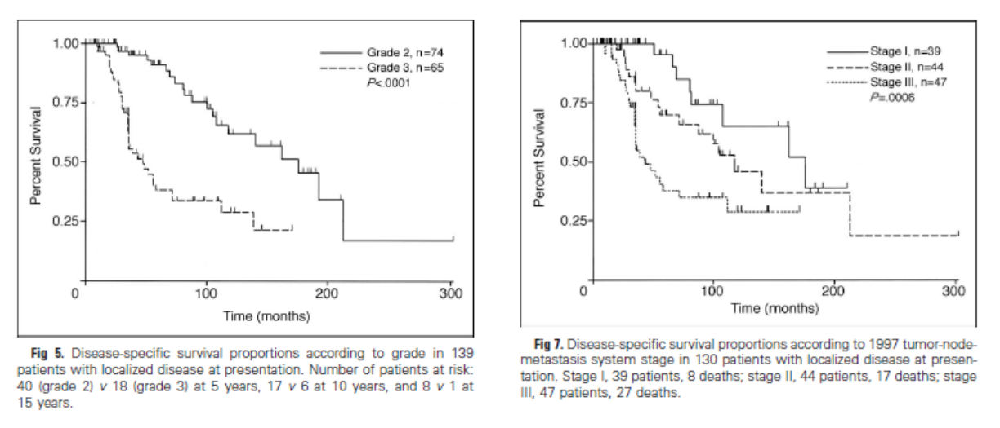 1.00
Grade 2, n=74
Grade 3, n=65
P<.0001
0.75
0.50
0.25
Percent Survival
0
100
200
300
Time (months)
Fig 5. Disease-specific survival proportions according to grade in 139
patients with localized disease at presentation. Number of patients at risk:
40 (grade 2) v 18 (grade 3) at 5 years, 17 v 6 at 10 years, and 8 v 1 at
15 years.
1.00
Stage I, n=39
Stage II, n=44
Stage III, n=47
P=.0006
0.75
0.50
0.25
Percent Survival
0
100
200
300
Time (months)
Fig 7. Disease-specific survival proportions according to 1997 tumor-node-
metastasis system stage in 130 patients with localized disease at presen-
tation. Stage I, 39 patients, 8 deaths; stage II, 44 patients, 17 deaths; stage
III, 47 patients, 27 deaths.